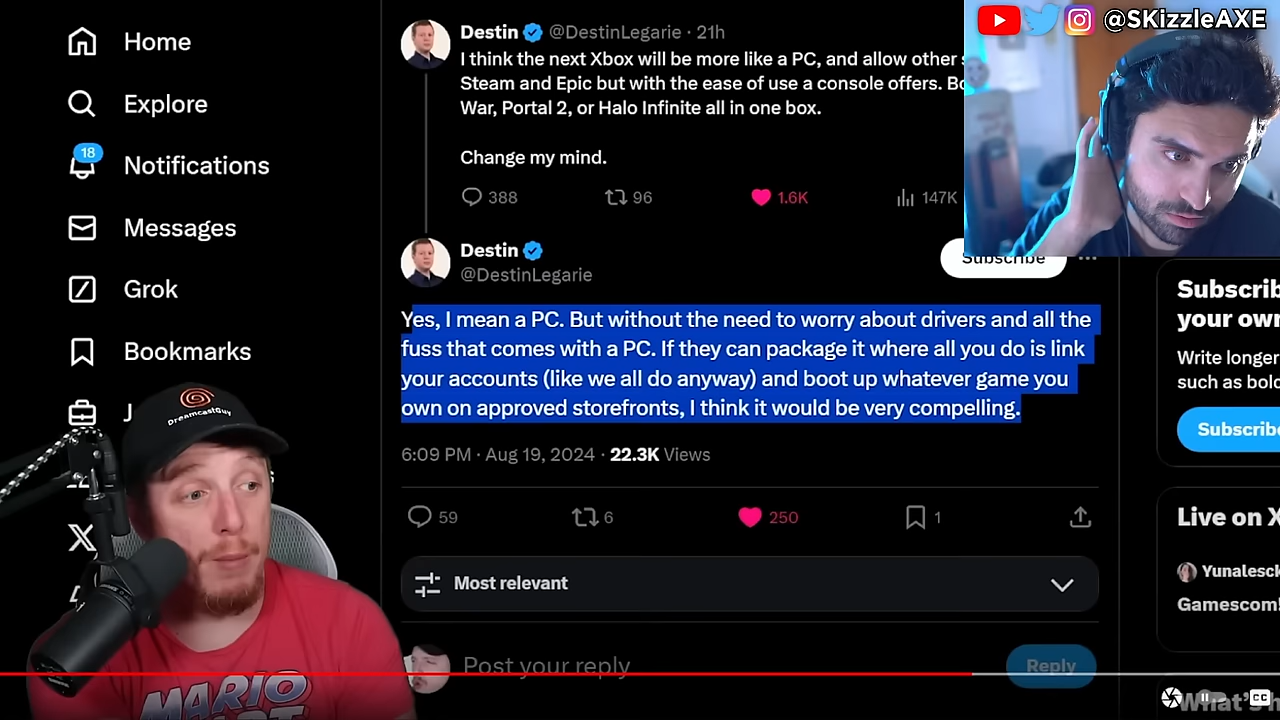 @SKizzleAXE
Home
Explore
18
Notifications
Messages
Grok
Bookmarks
J
Destin @DestinLegarie · 21h
I think the next Xbox will be more like a PC, and allow other s
Steam and Epic but with the ease of use a console offers. Bo
War, Portal 2, or Halo Infinite all in one box.
Change my mind.
388 96 1.6K 147K
Destin
@DestinLegarie
Subscribe
Yes, I mean a PC. But without the need to worry about drivers and all the
fuss that comes with a PC. If they can package it where all you do is link
your accounts (like we all do anyway) and boot up whatever game you
own on approved storefronts, I think it would be very compelling.
6:09 PM · Aug 19, 2024 · 22.3K Views
59 6 250 1
Most relevant
Post your reply
Reply
Subscrib
your own
Write longer
such as bold
Subscribe
Live on X
Yunalesck
Gamescom!
What's h
CC
DreamcastGuy
MARIO